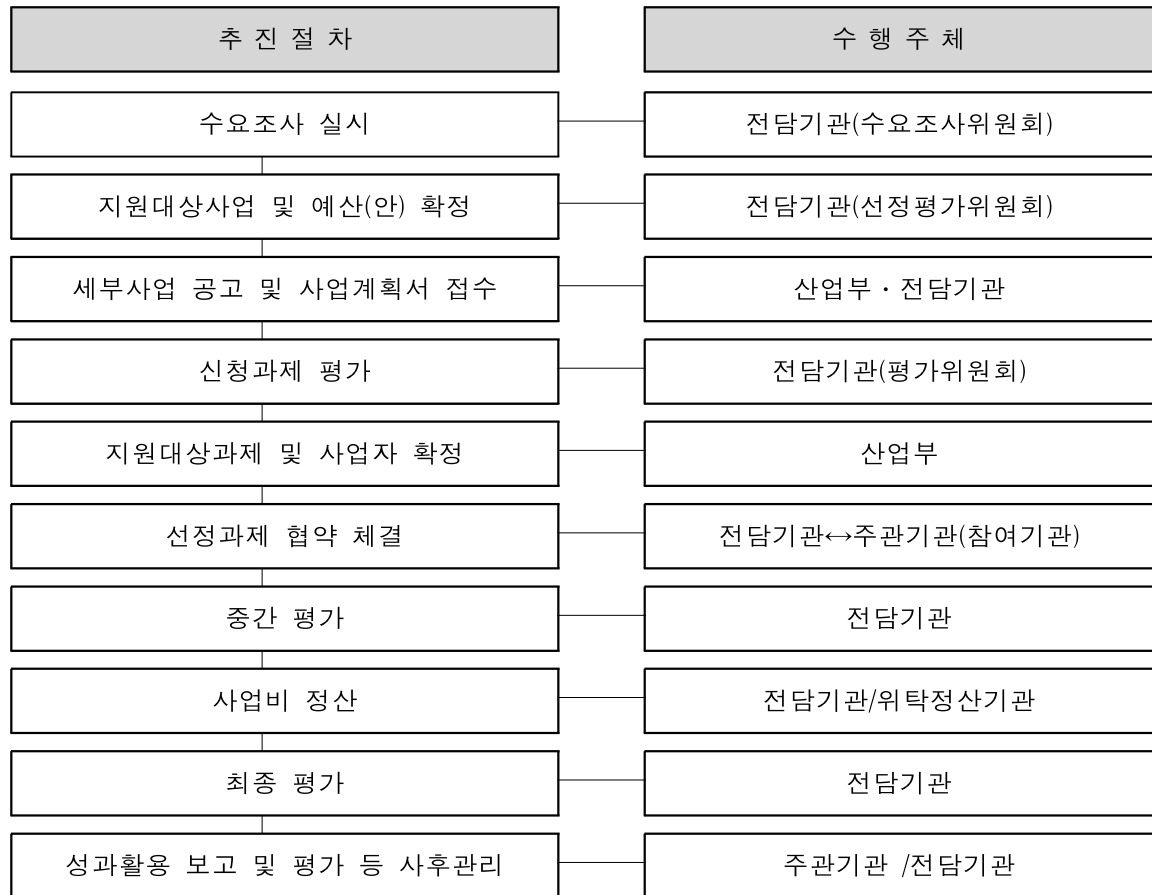 추 진 절 차
수 행 주 체
수요조사 실시
전담기관(수요조사위원회)
지원대상사업 및 예산(안) 확정
전담기관(선정평가위원회)
세부사업 공고 및 사업계획서 접수
산업부·전담기관
신청과제 평가
전담기관(평가위원회)
지원대상과제 및 사업자 확정
산업부
선정과제 협약 체결
전담기관↔주관기관(참여기관)
중간 평가
전담기관
사업비 정산
전담기관/위탁정산기관
최종 평가
전담기관
성과활용 보고 및 평가 등 사후관리
주관기관 /전담기관